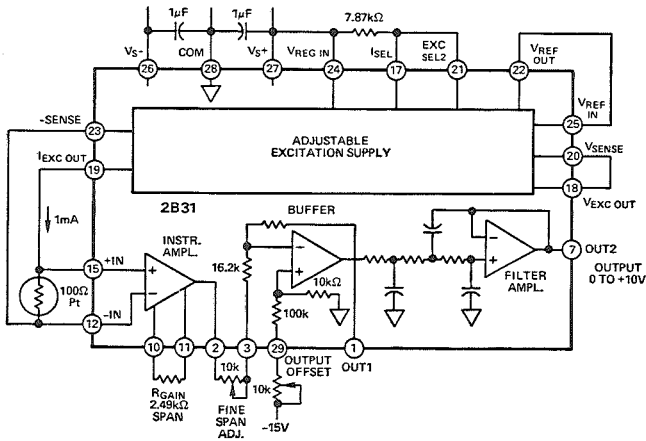 1μF
1μF
7.87kΩ
VS-
COM
VS+
VREG IN
ISEL
EXC
SEL2
VREF
OUT
26
28
27
24
17
21
22
-SENSE
23
ADJUSTABLE
EXCITATION SUPPLY
VREF
IN
25
VSENSE
20
IEXC OUT
19
18
VEXC OUT
2B31
1mA
BUFFER
INSTR.
AMPL.
+IN
15
+
−
16.2k
−
+
10kΩ
−
+
FILTER
AMPL.
7
OUT2
OUTPUT
0 TO +10V
100Ω
Pt
–IN
12
100k
10
11
2
3
29
OUTPUT
OFFSET
1
OUT1
RGAIN
2.49kΩ
SPAN
10k
FINE
SPAN
ADJ.
10k
–15V